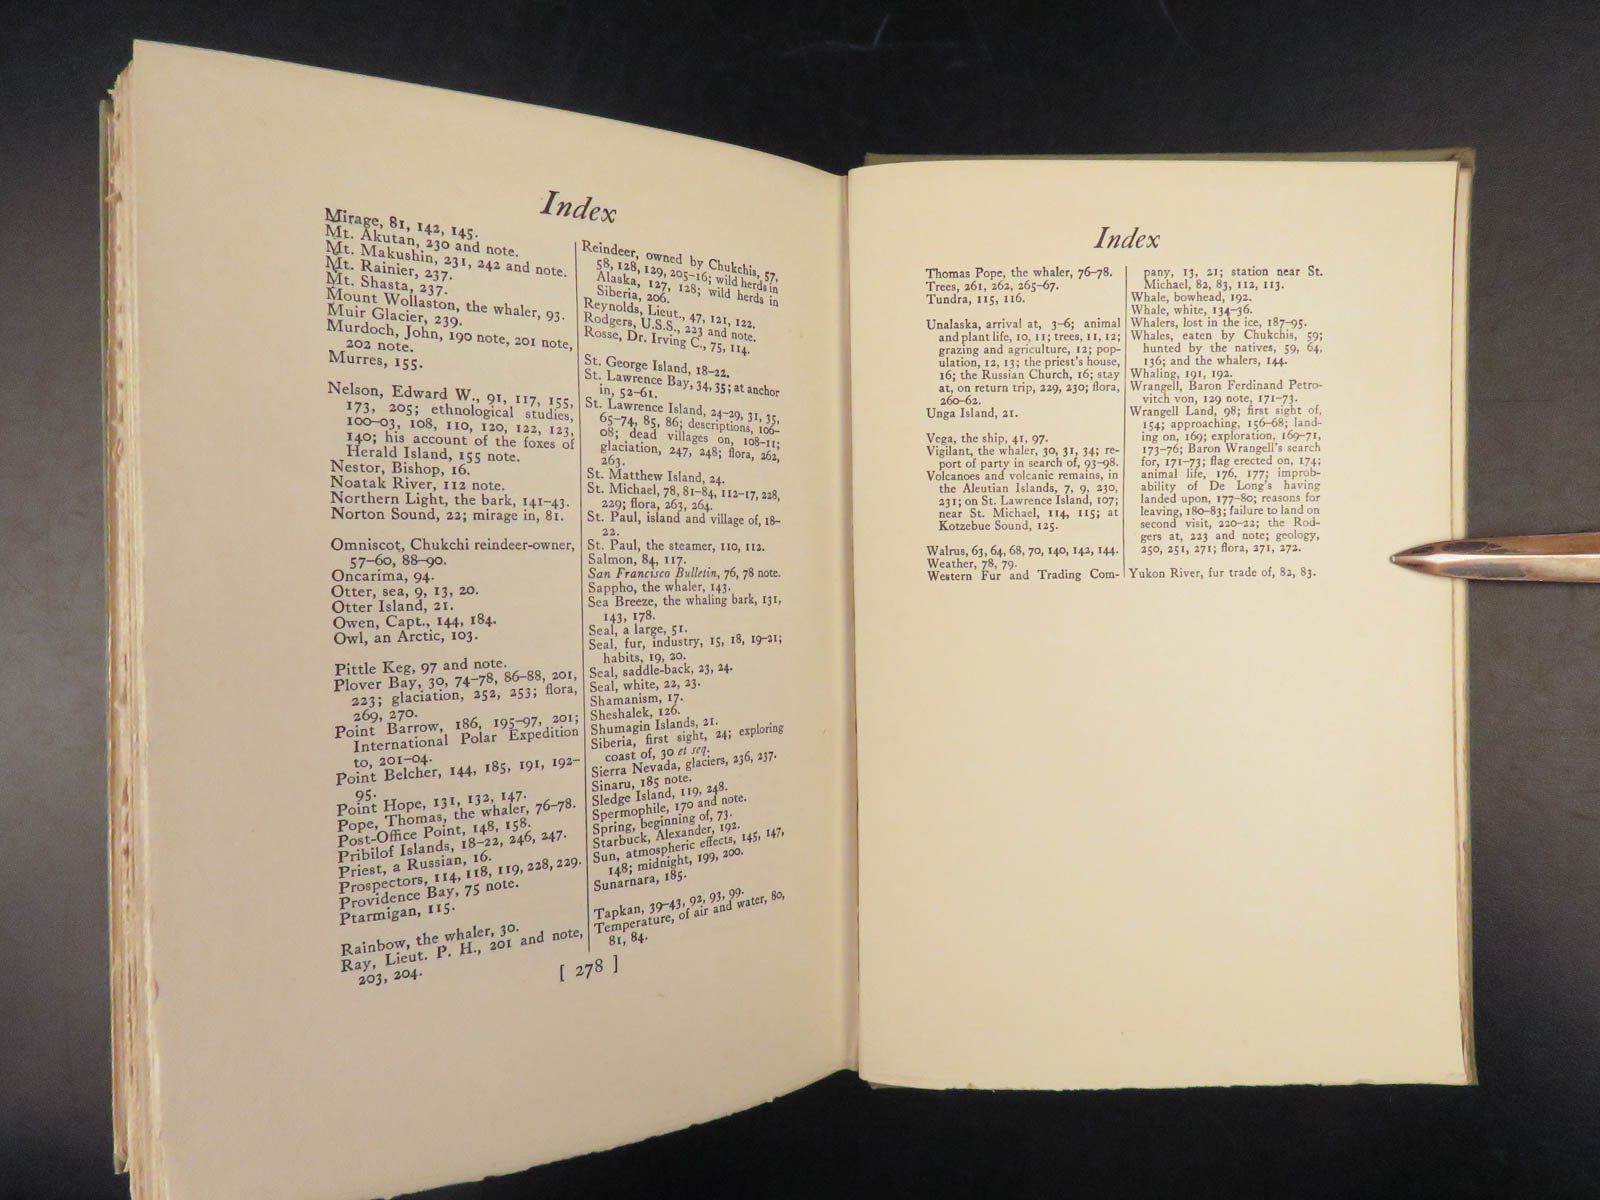 Index
Mirage, 81, 142, 145.
Mt. Akutan, 230 and note.
Mt. Makushin, 231, 242 and note.
Mt. Rainier, 237.
Mt. Shasta, 237.
Mount Wollaston, the whaler, 93.
Muir Glacier, 239.
Murdoch, John, 190 note, 201 note,
202 note.
Murres, 155.
Nelson, Edward W., 91, 117, 155,
173, 205; ethnological studies,
100-03, 108, 110, 120, 122, 123,
140; his account of the foxes of
Herald Island, 155 note.
Nestor, Bishop, 16.
Noatak River, 112 note.
Northern Light, the bark, 141-43.
Norton Sound, 22; mirage in, 81.
Omniscot, Chukchi reindeer-owner,
57-60, 88-90.
Oncarima, 94.
Otter, sea, 9, 13, 20.
Otter Island, 21.
Owen, Capt., 144, 184.
Owl, an Arctic, 103.
Pittle Keg, 97 and note.
Plover Bay, 30, 74-78, 86-88, 201,
223; glaciation, 252, 253; flora,
269, 270.
Point Barrow, 186, 195-97, 201;
International Polar Expedition
to, 201-04.
Point Belcher, 144, 185, 191, 192-
95.
Point Hope, 131, 132, 147.
Pope, Thomas, the whaler, 76-78.
Post-Office Point, 148, 158.
Pribilof Islands, 18-22, 246, 247.
Priest, a Russian, 16.
Prospectors, 114, 118, 119, 228, 229.
Providence Bay, 75 note.
Ptarmigan, 115.
Rainbow, the whaler, 30.
Ray, Lieut. P. H., 201 and note,
203, 204.
Reindeer, owned by Chukchis, 57,
58, 128, 129, 205-16; wild herds in
Alaska, 127, 128; wild herds in
Siberia, 206.
Reynolds, Lieut., 47, 121, 122.
Rodgers, U.S.S., 223 and note.
Rosse, Dr. Irving C., 75, 114.
St. George Island, 18-22.
St. Lawrence Bay, 34, 35; at anchor
in, 52-61.
St. Lawrence Island, 24-29, 31, 35,
65-74, 85, 86; descriptions, 106-
08; dead villages on, 108-11;
glaciation, 247, 248; flora, 262,
263.
St. Matthew Island, 24.
St. Michael, 78, 81-84, 112-17, 228,
229; flora, 263, 264.
St. Paul, island and village of, 18-
22.
St. Paul, the steamer, 110, 112.
Salmon, 84, 117.
San Francisco Bulletin, 76, 78 note.
Sappho, the whaler, 143.
Sea Breeze, the whaling bark, 131,
143, 178.
Seal, a large, 51.
Seal, fur, industry, 15, 18, 19-21;
habits, 19, 20.
Seal, saddle-back, 23, 24.
Seal, white, 22, 23.
Shamanism, 17.
Sheshalek, 126.
Shumagin Islands, 21.
Siberia, first sight, 24; exploring
coast of, 30 et seq.
Sierra Nevada, glaciers, 236, 237.
Sinaru, 185 note.
Sledge Island, 119, 248.
Spermophile, 170 and note.
Spring, beginning of, 73.
Starbuck, Alexander, 192.
Sun, atmospheric effects, 145, 147,
148; midnight, 199, 200.
Sunarnara, 185.
Tapkan, 39-43, 92, 93, 99.
Temperature, of air and water, 80,
81, 84.
[ 278 ]
Index
Thomas Pope, the whaler, 76-78.
Trees, 261, 262, 265-67.
Tundra, 115, 116.
Unalaska, arrival at, 3-6; animal
and plant life, 10, 11; trees, 11, 12;
grazing and agriculture, 12; pop-
ulation, 12, 13; the priest's house,
16; the Russian Church, 16; stay
at, on return trip, 229, 230; flora,
260-62.
Unga Island, 21.
Vega, the ship, 41, 97.
Vigilant, the whaler, 30, 31, 34; re-
port of party in search of, 93-98.
Volcanoes and volcanic remains, in
the Aleutian Islands, 7, 9, 230,
231; on St. Lawrence Island, 107;
near St. Michael, 114, 115; at
Kotzebue Sound, 125.
Walrus, 63, 64, 68, 70, 140, 142, 144.
Weather, 78, 79.
Western Fur and Trading Com-
pany, 13, 21; station near St.
Michael, 82, 83, 112, 113.
Whale, bowhead, 192.
Whale, white, 134-36.
Whalers, lost in the ice, 187-95.
Whales, eaten by Chukchis, 59;
hunted by the natives, 59, 64,
136; and the whalers, 144.
Whaling, 191, 192.
Wrangell, Baron Ferdinand Petro-
vitch von, 129 note, 171-73.
Wrangell Land, 98; first sight of,
154; approaching, 156-68; land-
ing on, 169; exploration, 169-71,
173-76; Baron Wrangell's search
for, 171-73; flag erected on, 174;
animal life, 176, 177; improb-
ability of De Long's having
landed upon, 177-80; reasons for
leaving, 180-83; failure to land on
second visit, 220-22; the Rod-
gers at, 223 and note; geology,
250, 251, 271; flora, 271, 272.
Yukon River, fur trade of, 82, 83.